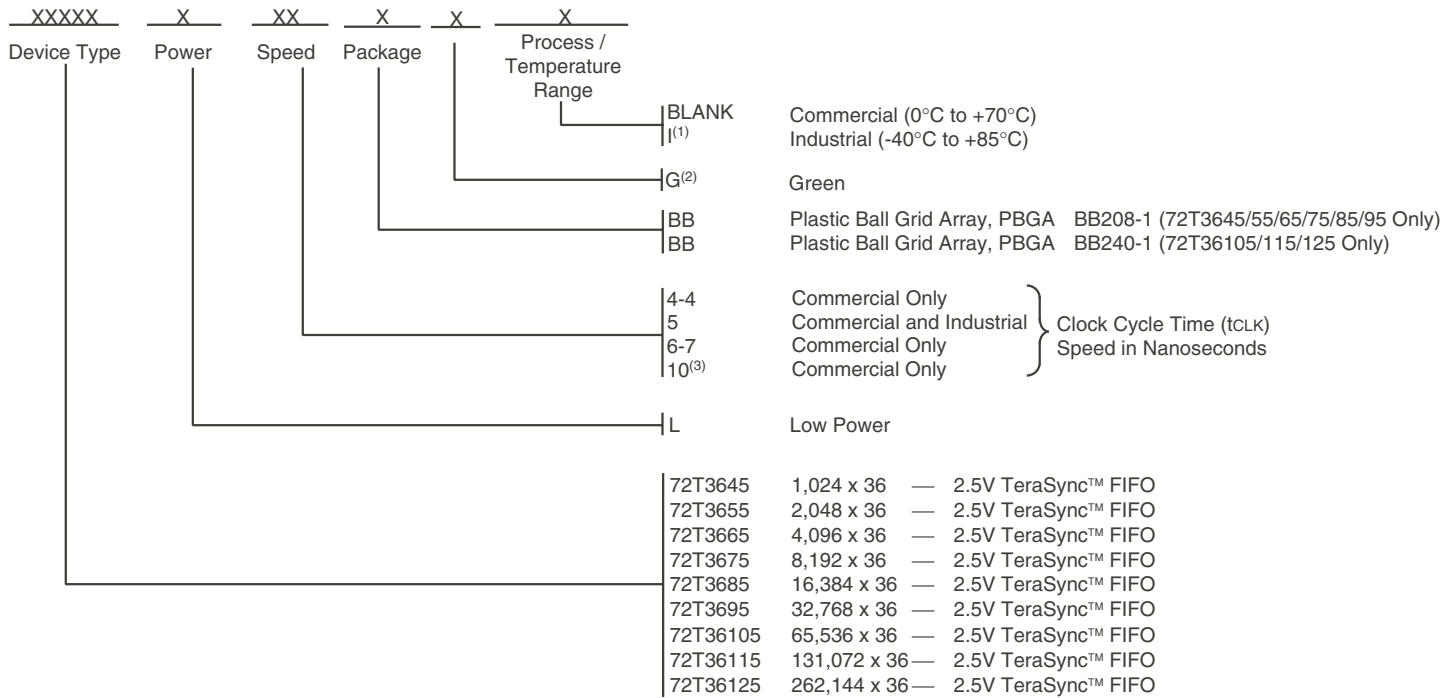 XXXXX X XX X X X
Device Type Power Speed Package Process /
Temperature
Range
BLANK Commercial (0°C to +70°C)
I(1) Industrial (-40°C to +85°C)
G(2) Green
BB Plastic Ball Grid Array, PBGA BB208-1 (72T3645/55/65/75/85/95 Only)
BB Plastic Ball Grid Array, PBGA BB240-1 (72T36105/115/125 Only)
4-4 Commercial Only
5 Commercial and Industrial Clock Cycle Time (tCLK)
6-7 Commercial Only Speed in Nanoseconds
10(3) Commercial Only
L Low Power
72T3645 1,024 x 36 — 2.5V TeraSync™ FIFO
72T3655 2,048 x 36 — 2.5V TeraSync™ FIFO
72T3665 4,096 x 36 — 2.5V TeraSync™ FIFO
72T3675 8,192 x 36 — 2.5V TeraSync™ FIFO
72T3685 16,384 x 36 — 2.5V TeraSync™ FIFO
72T3695 32,768 x 36 — 2.5V TeraSync™ FIFO
72T36105 65,536 x 36 — 2.5V TeraSync™ FIFO
72T36115 131,072 x 36 — 2.5V TeraSync™ FIFO
72T36125 262,144 x 36 — 2.5V TeraSync™ FIFO